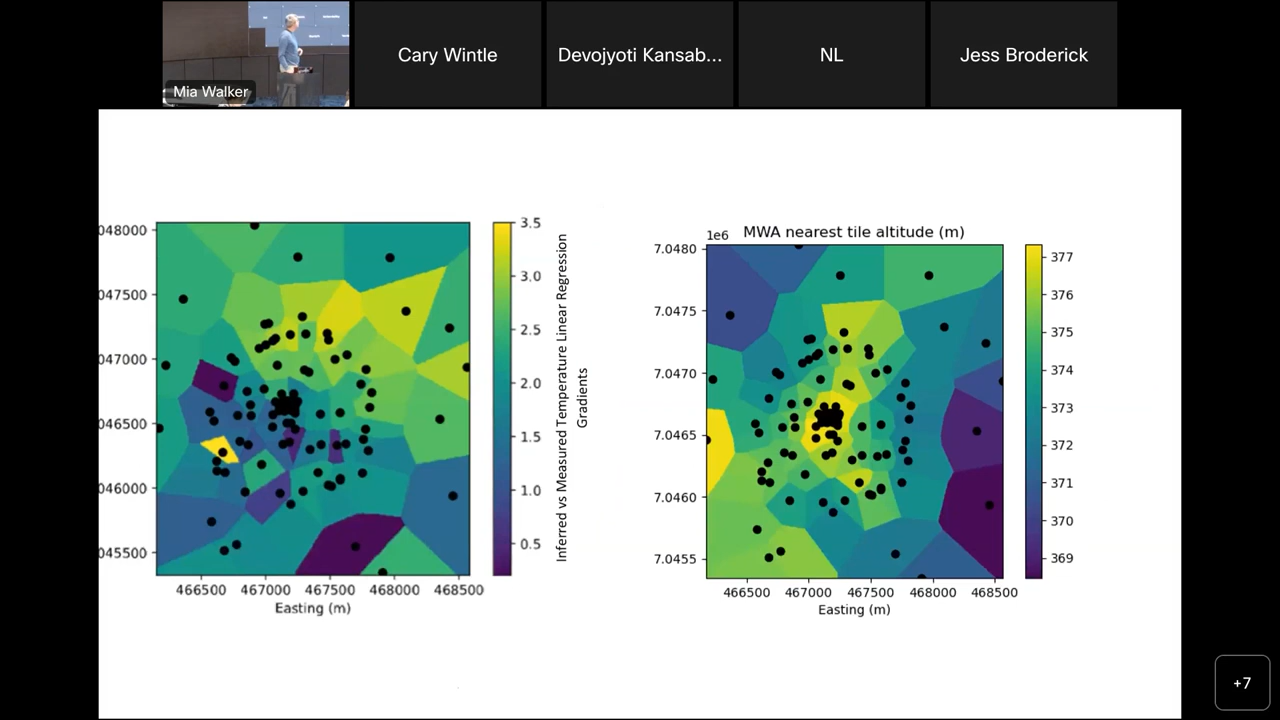 Mia Walker
Cary Wintle
Devojyoti Kansab...
NL
Jess Broderick
048000
047500
047000
046500
046000
045500
466500 467000 467500 468000 468500
Easting (m)
3.5
3.0
2.5
2.0
1.5
1.0
0.5
Inferred vs Measured Temperature Linear Regression
Gradients
1e6
MWA nearest tile altitude (m)
7.0480
7.0475
7.0470
7.0465
7.0460
7.0455
466500 467000 467500 468000 468500
Easting (m)
377
376
375
374
373
372
371
370
369
+7